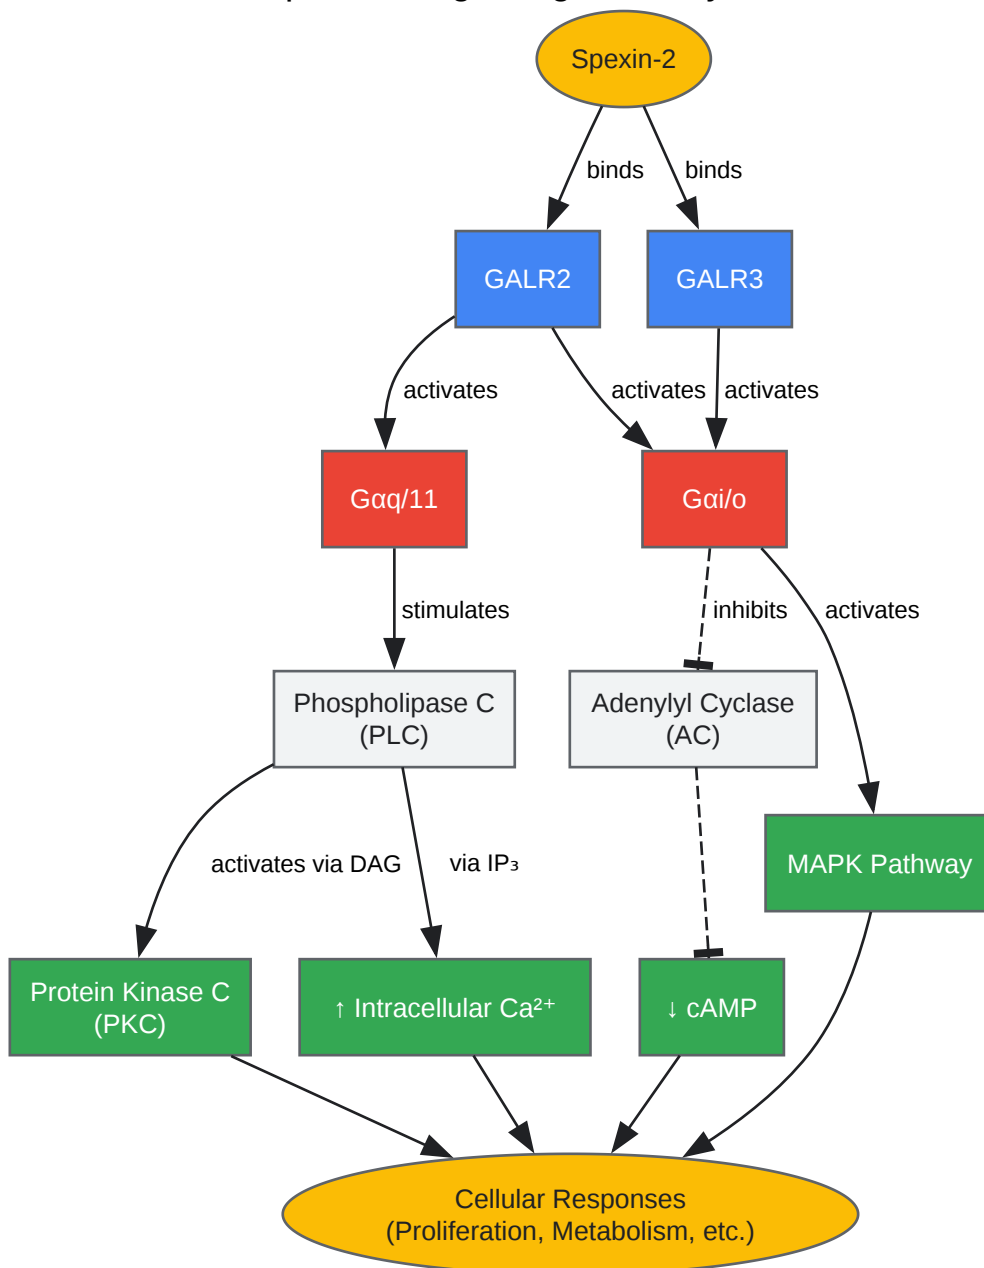 Spexin-2
binds
binds
GALR2
GALR3
activates
activates
activates
Gαq/11
Gαi/o
stimulates
inhibits
activates
Phospholipase C
(PLC)
Adenylyl Cyclase
(AC)
activates via DAG
via IP₃
MAPK Pathway
Protein Kinase C
(PKC)
↑ Intracellular Ca²⁺
↓ cAMP
Cellular Responses
(Proliferation, Metabolism, etc.)